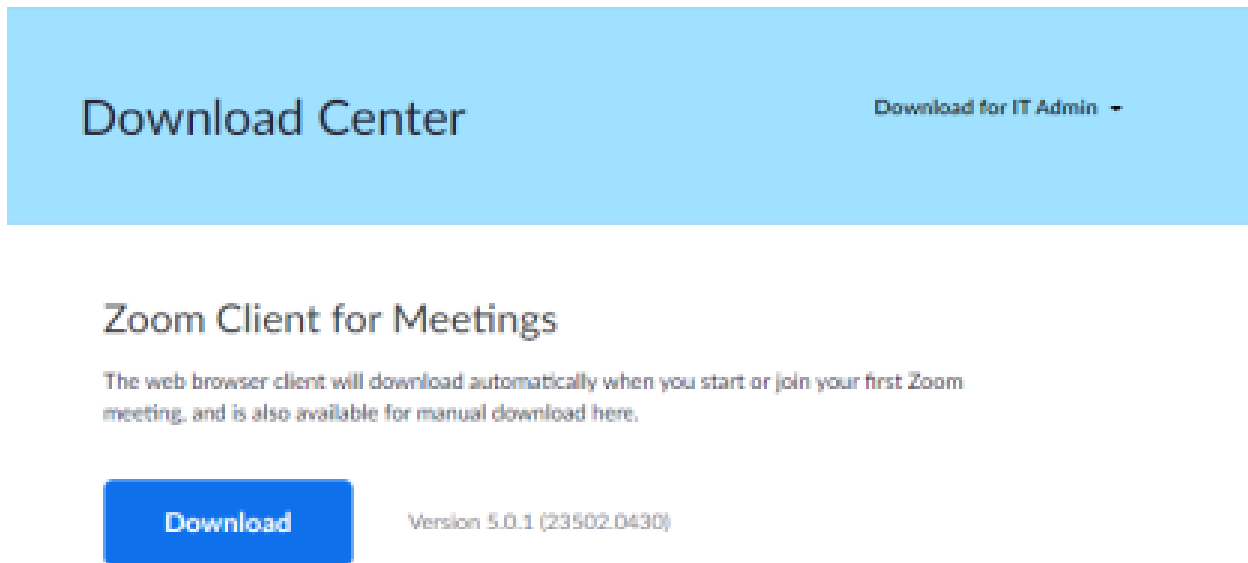 Download Center
Download for IT Admin
Zoom Client for Meetings
The web browser client will download automatically when you start or join your first Zoom
meeting, and is also available for manual download here.
Download
Version 5.0.1 (23502.0430)